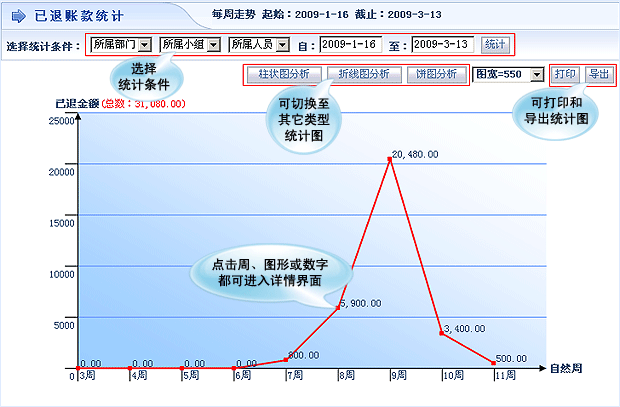 已退账款统计
每周走势 起始：2009-1-16 截止：2009-3-13
选择统计条件： 所属部门 所属小组 所属人员 自： 2009-1-16 至： 2009-3-13 统计
选择
统计条件
柱状图分析 折线图分析 饼图分析 图宽=550 打印 导出
可切换至
其它类型
统计图
可打印和
导出统计图
已退金额(总数：31,080.00)
25000
20000
15000
10000
5000
0
20,480.00
点击周、图形或数字
都可进入详情界面
5,900.00
3,400.00
800.00
500.00
0.00 0.00 0.00 0.00
3周 4周 5周 6周 7周 8周 9周 10周 11周
自然周